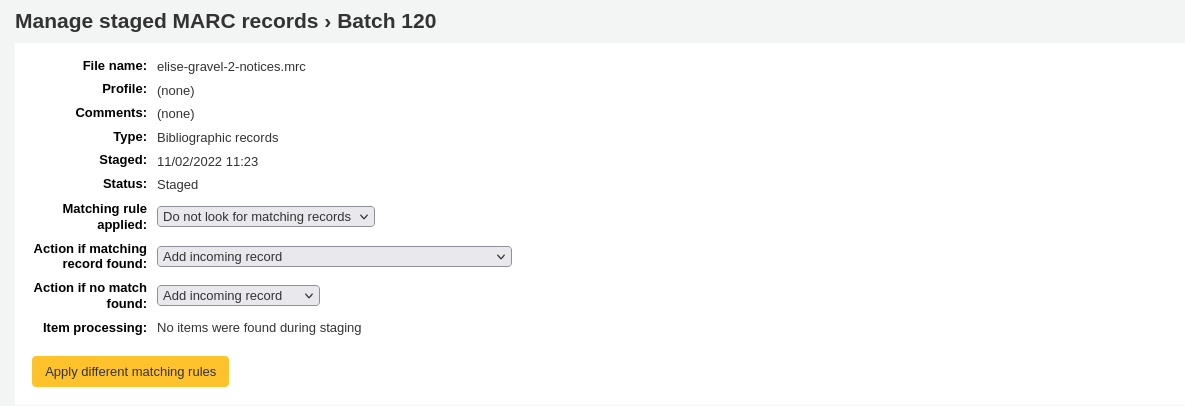 Manage staged MARC records › Batch 120
File name: elise-gravel-2-notices.mrc
Profile: (none)
Comments: (none)
Type: Bibliographic records
Staged: 11/02/2022 11:23
Status: Staged
Matching rule applied: Do not look for matching records
Action if matching record found: Add incoming record
Action if no match found: Add incoming record
Item processing: No items were found during staging
Apply different matching rules